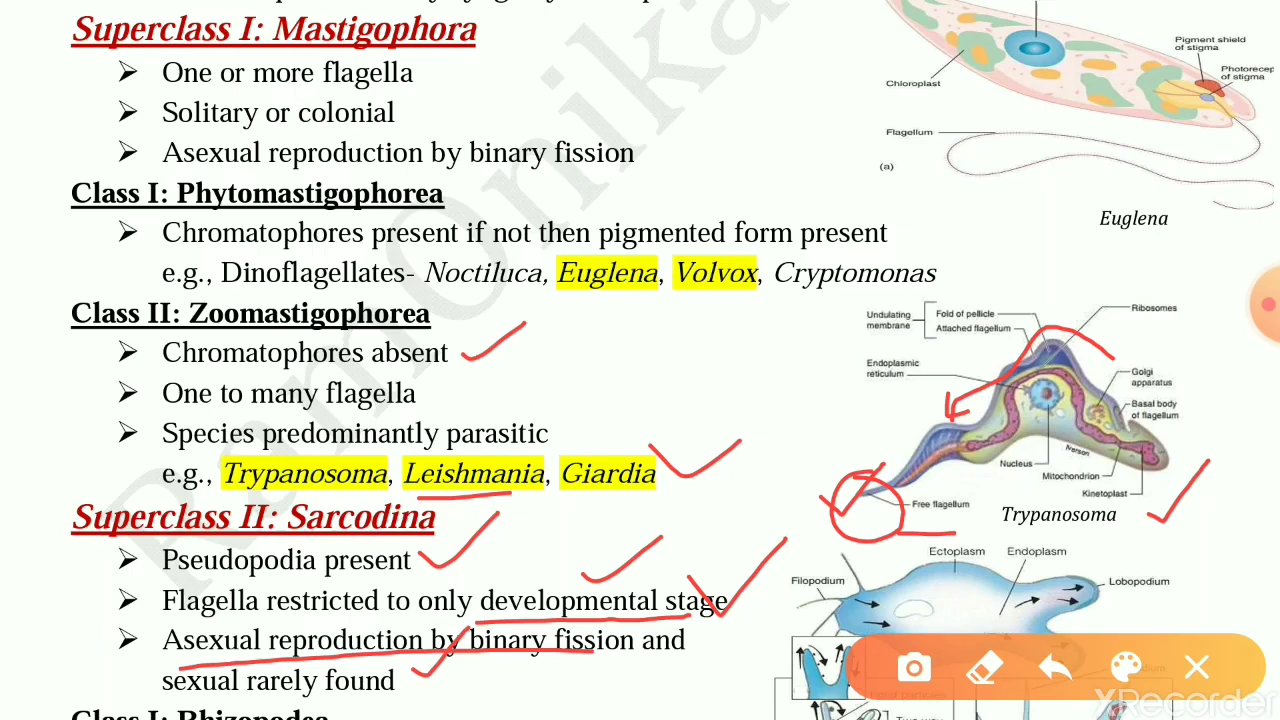 Superclass I: Mastigophora
➤ One or more flagella
➤ Solitary or colonial
➤ Asexual reproduction by binary fission
Class I: Phytomastigophorea
➤ Chromatophores present if not then pigmented form present
e.g., Dinoflagellates- Noctiluca, Euglena, Volvox, Cryptomonas
Class II: Zoomastigophorea
➤ Chromatophores absent
➤ One to many flagella
➤ Species predominantly parasitic
e.g., Trypanosoma, Leishmania, Giardia
Superclass II: Sarcodina
➤ Pseudopodia present
➤ Flagella restricted to only developmental stage
➤ Asexual reproduction by binary fission and
sexual rarely found
Class I: Rhizopodea
Pigment shield
of stigma
Photorecep
of stigma
Chloroplast
Flagellum
(a)
Euglena
Undulating
membrane
Fold of pellicle
Attached flagellum
Ribosomes
Endoplasmic
reticulum
Golgi
apparatus
Basal body
of flagellum
Nucleus
Mitochondrion
Kinetoplast
Free flagellum
Trypanosoma
Ectoplasm
Endoplasm
Filopodium
Lobopodium
XRecorder